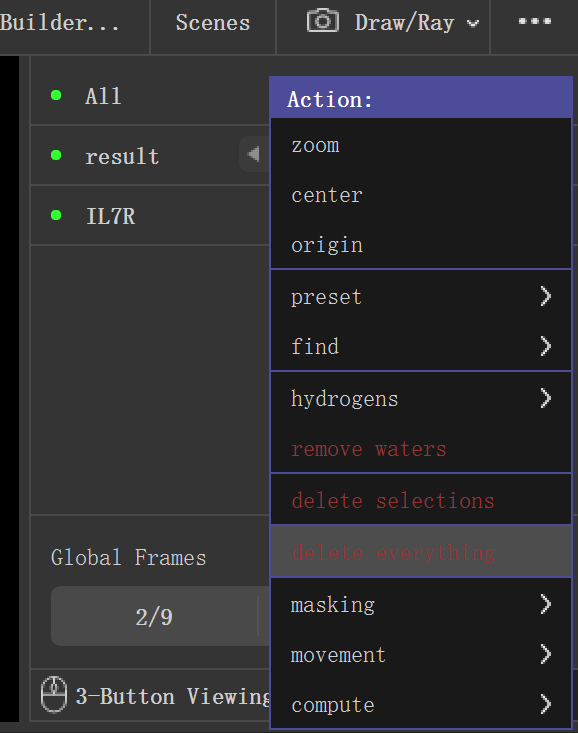 Builder...
Scenes
Draw/Ray
All
result
IL7R
Action:
zoom
center
origin
preset
find
hydrogens
remove waters
delete selections
delete everything
masking
movement
compute
Global Frames
2/9
3-Button Viewing